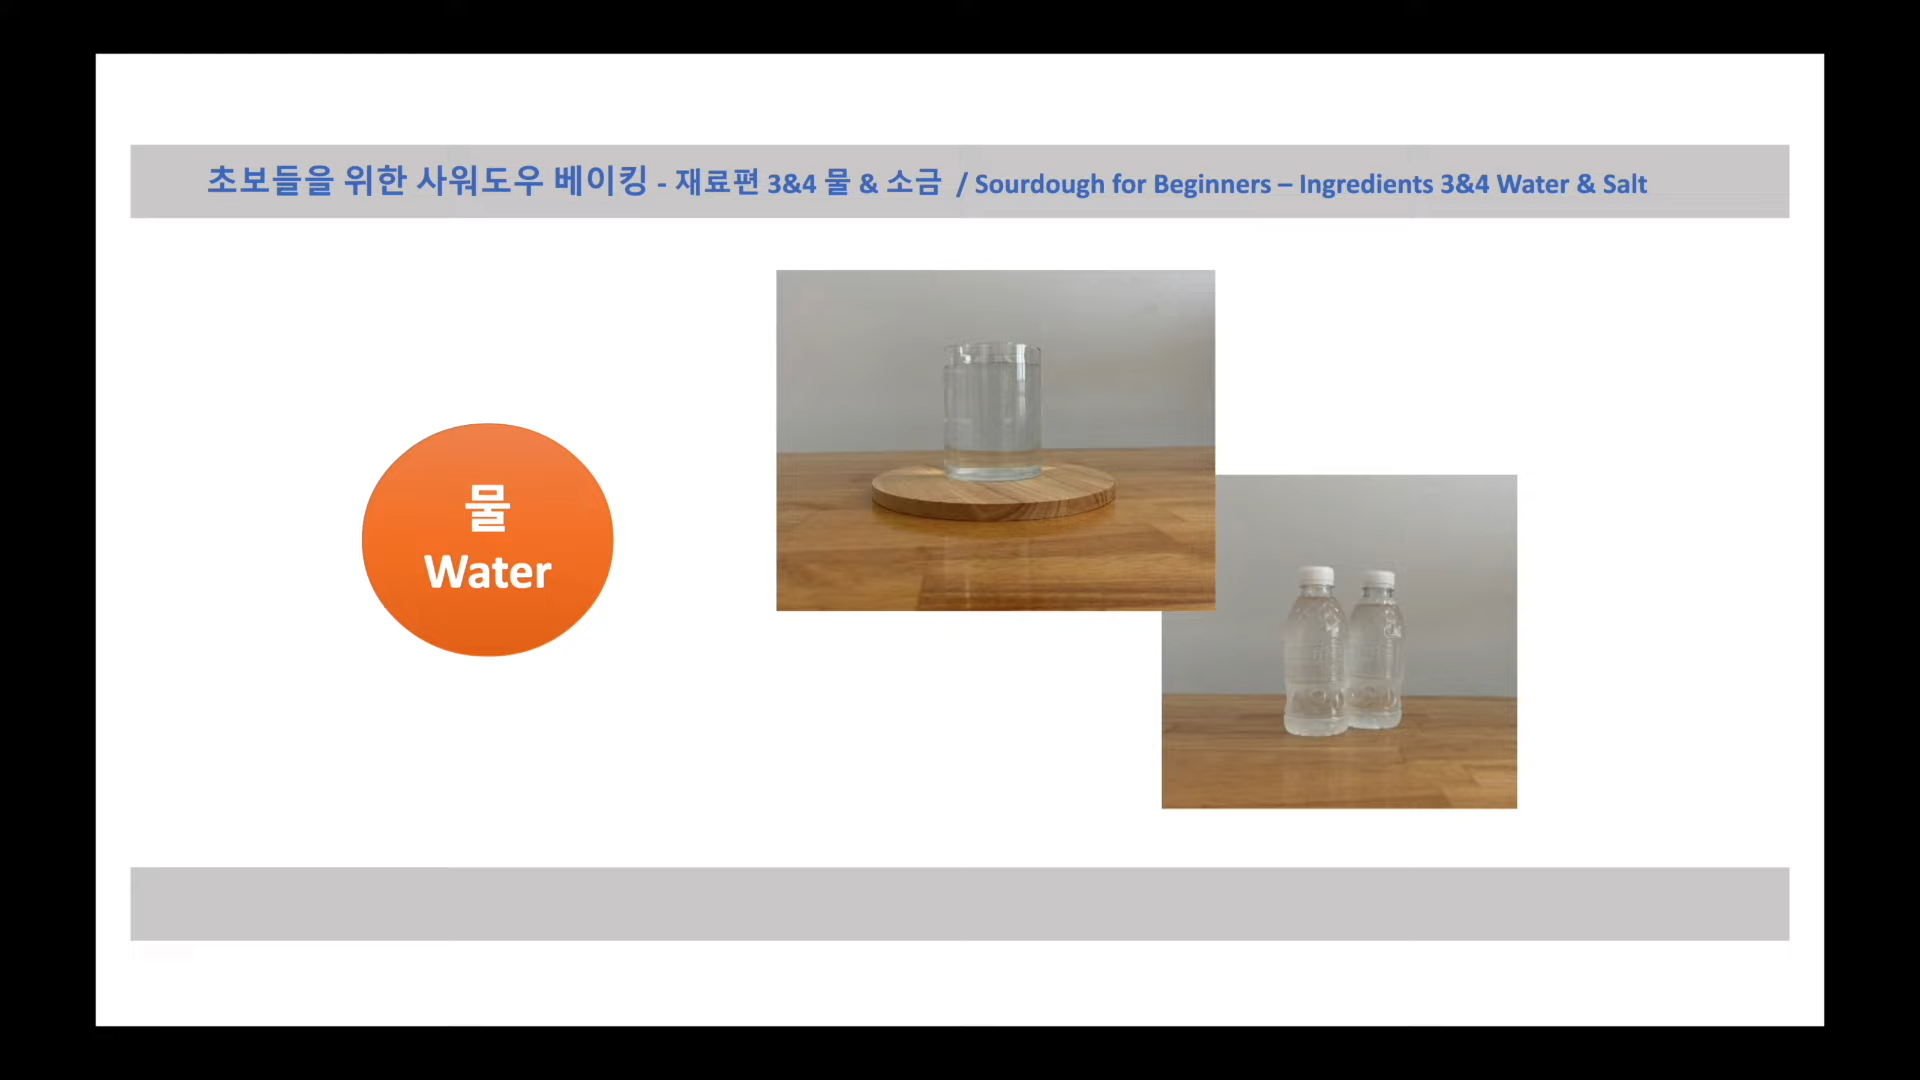 초보들을 위한 사워도우 베이킹 - 재료편 3&4 물 & 소금 / Sourdough for Beginners – Ingredients 3&4 Water & Salt
물
Water